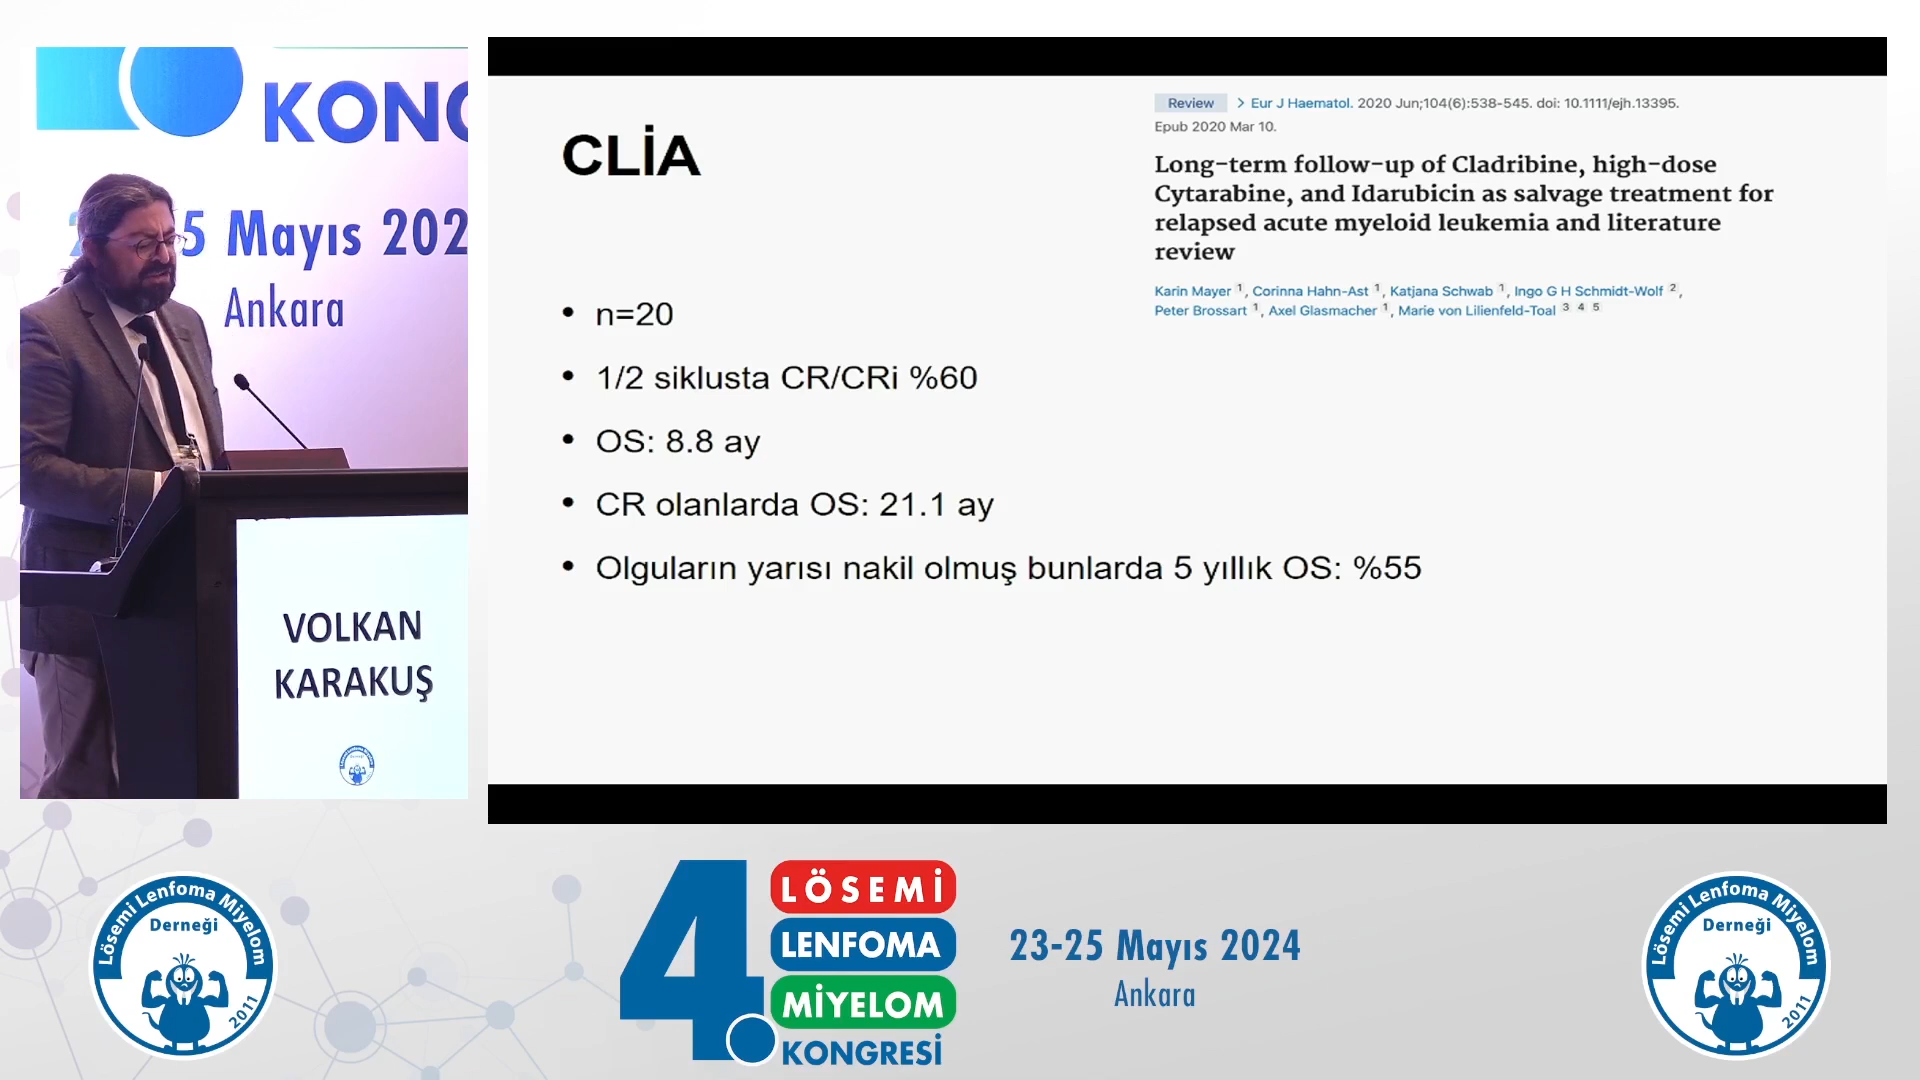 KONG
5 Mayıs 202
Ankara
VOLKAN
KARAKUŞ
CLİA
• n=20
• 1/2 siklusta CR/CRi %60
• OS: 8.8 ay
• CR olanlarda OS: 21.1 ay
• Olguların yarısı nakil olmuş bunlarda 5 yıllık OS: %55
Review > Eur J Haematol. 2020 Jun;104(6):538-545. doi: 10.1111/ejh.13395.
Epub 2020 Mar 10.
Long-term follow-up of Cladribine, high-dose
Cytarabine, and Idarubicin as salvage treatment for
relapsed acute myeloid leukemia and literature
review
Karin Mayer 1, Corinna Hahn-Ast 1, Katjana Schwab 1, Ingo G H Schmidt-Wolf 2,
Peter Brossart 1, Axel Glasmacher 1, Marie von Lilienfeld-Toal 3 4 5
Lösemi Lenfoma Miyelom
Derneği
2011
4.
LÖSEMİ
LENFOMA
MİYELOM
KONGRESİ
23-25 Mayıs 2024
Ankara
Lösemi Lenfoma Miyelom
Derneği
2011